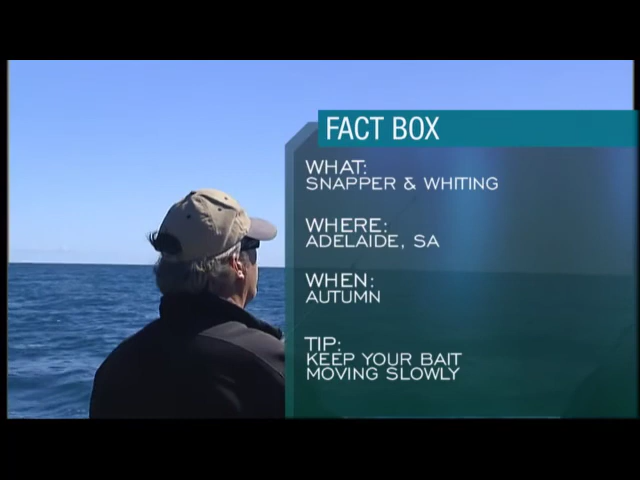 FACT BOX
WHAT:
SNAPPER & WHITING
WHERE:
ADELAIDE, SA
WHEN:
AUTUMN
TIP:
KEEP YOUR BAIT
MOVING SLOWLY